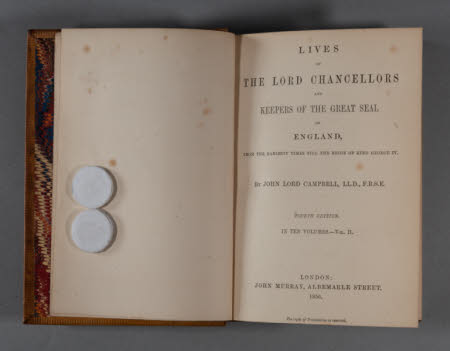 LIVES
OF
THE LORD CHANCELLORS
AND
KEEPERS OF THE GREAT SEAL
OF
ENGLAND,
FROM THE EARLIEST TIMES TILL THE REIGN OF KING GEORGE IV.
BY JOHN LORD CAMPBELL, LL.D., F.R.S.E.
FOURTH EDITION.
IN TEN VOLUMES.—VOL. II.
LONDON:
JOHN MURRAY, ALBEMARLE STREET.
1856.
The right of Translation is reserved.